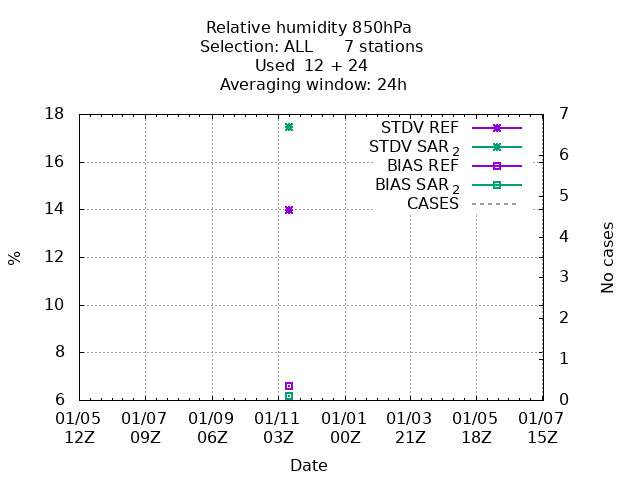 Relative humidity 850hPa
Selection: ALL 7 stations
Used 12 + 24
Averaging window: 24h
18
16
14
12
10
8
6
%
7
6
5
4
3
2
1
0
No cases
STDV REF
STDV SAR 2
BIAS REF
BIAS SAR 2
CASES
01/05 01/07 01/09 01/11 01/01 01/03 01/05 01/07
12Z 09Z 06Z 03Z 00Z 21Z 18Z 15Z
Date